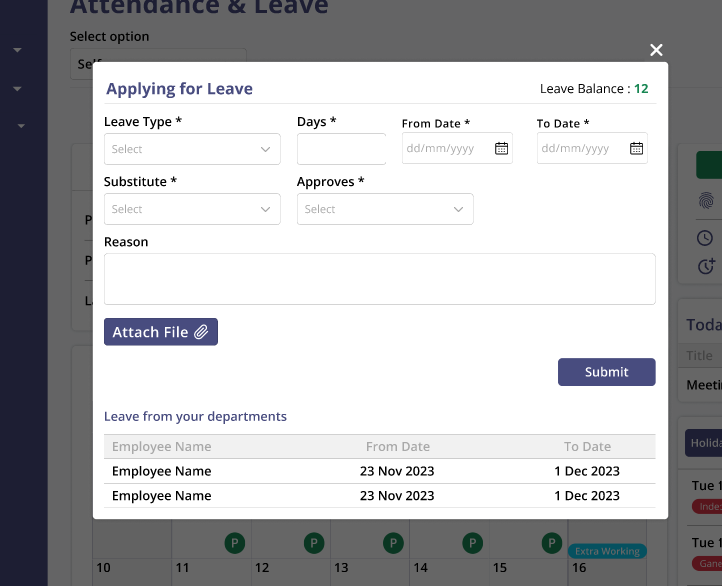 Attendance & Leave
Select option
Self
Applying for Leave
Leave Balance : 12
Leave Type *
Days *
From Date *
To Date *
Select
dd/mm/yyyy
dd/mm/yyyy
Substitute *
Approves *
Select
Select
Reason
Attach File
Submit
Leave from your departments
Employee Name From Date To Date
Employee Name 23 Nov 2023 1 Dec 2023
Employee Name 23 Nov 2023 1 Dec 2023
P
P
Toda
Title
Meeti
Holida
Tue 1
Inde
Tue 1
Gane
P P P P P
Extra Working
10 11 12 13 14 15 16